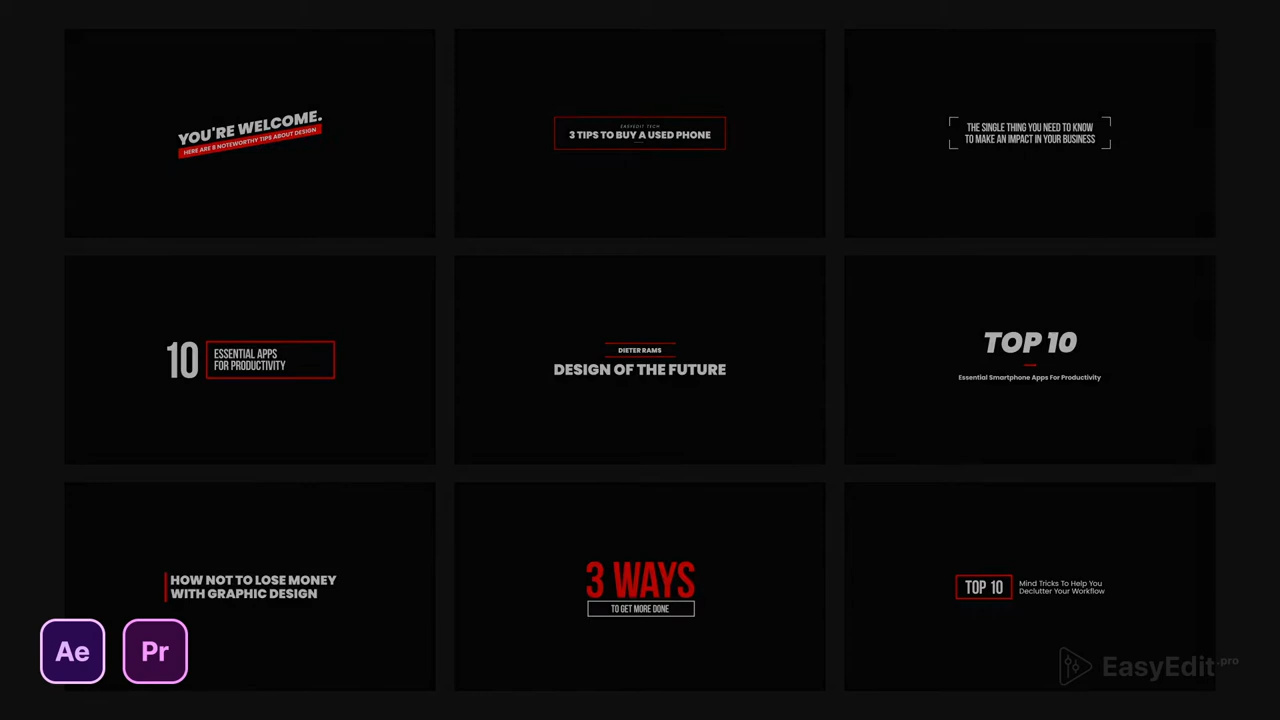 YOU'RE WELCOME.
HERE ARE 8 NOTEWORTHY TIPS ABOUT DESIGN
EASYEDIT TECH
3 TIPS TO BUY A USED PHONE
THE SINGLE THING YOU NEED TO KNOW
TO MAKE AN IMPACT IN YOUR BUSINESS
10
ESSENTIAL APPS
FOR PRODUCTIVITY
DIETER RAMS
DESIGN OF THE FUTURE
TOP 10
Essential Smartphone Apps For Productivity
HOW NOT TO LOSE MONEY
WITH GRAPHIC DESIGN
3 WAYS
TO GET MORE DONE
TOP 10
Mind Tricks To Help You
Declutter Your Workflow
Ae
Pr
EasyEdit.pro